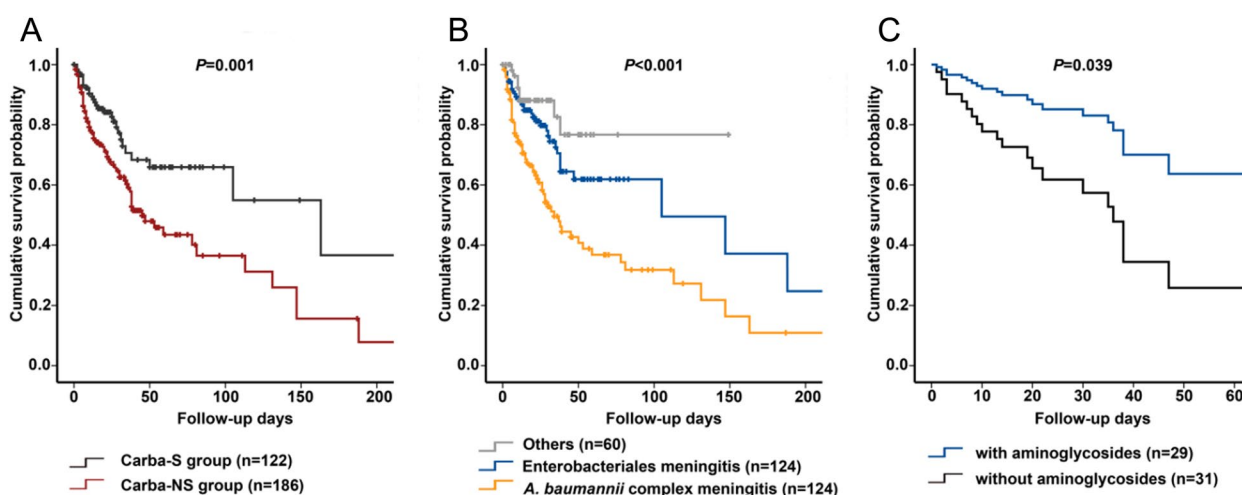 A
P=0.001
Cumulative survival probability
1.0
0.8
0.6
0.4
0.2
0.0
0
50
100
150
200
Follow-up days
Carba-S group (n=122)
Carba-NS group (n=186)
B
P<0.001
Cumulative survival probability
1.0
0.8
0.6
0.4
0.2
0.0
0
50
100
150
200
Follow-up days
Others (n=60)
Enterobacteriales meningitis (n=124)
A. baumannii complex meningitis (n=124)
C
P=0.039
Cumulative survival probability
1.0
0.8
0.6
0.4
0.2
0.0
0
10
20
30
40
50
60
Follow-up days
with aminoglycosides (n=29)
without aminoglycosides (n=31)